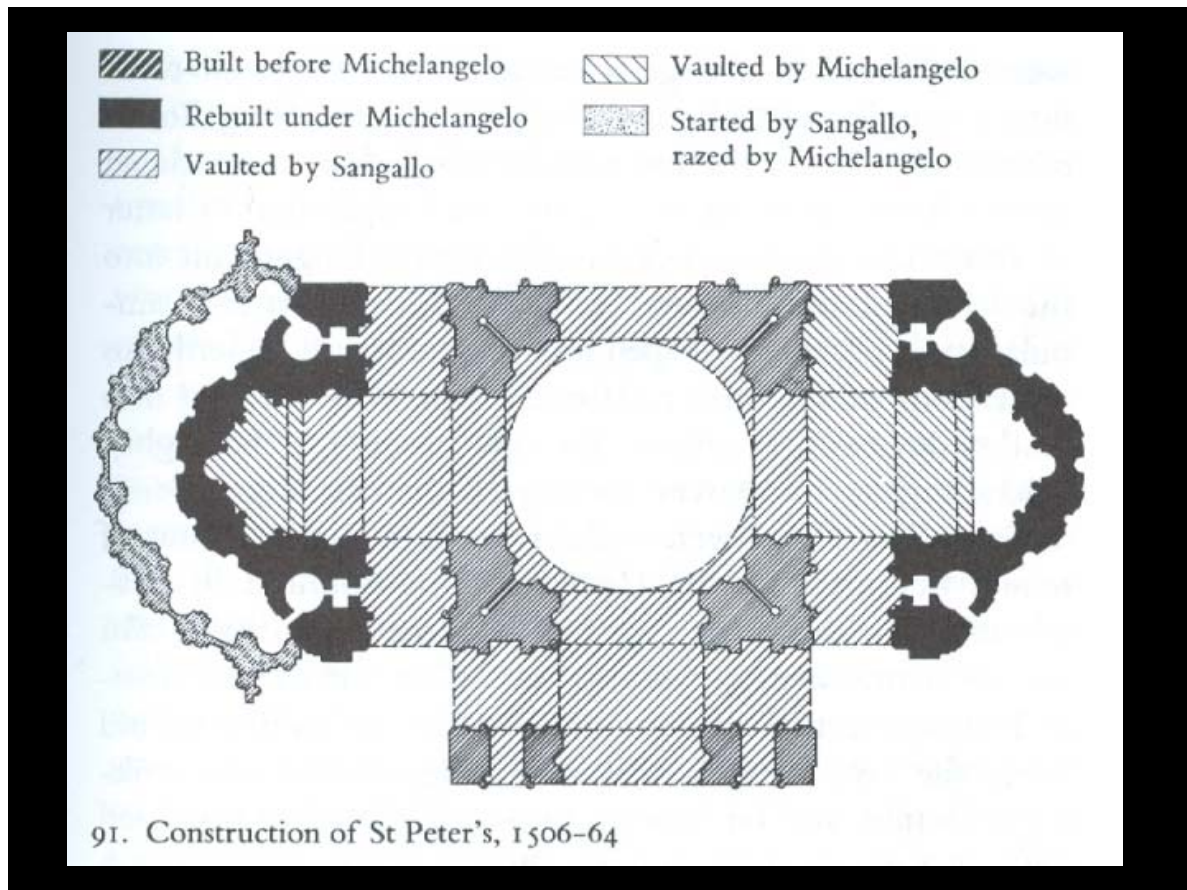 Built before Michelangelo
Rebuilt under Michelangelo
Vaulted by Sangallo
Vaulted by Michelangelo
Started by Sangallo,
razed by Michelangelo
91. Construction of St Peter's, 1506–64